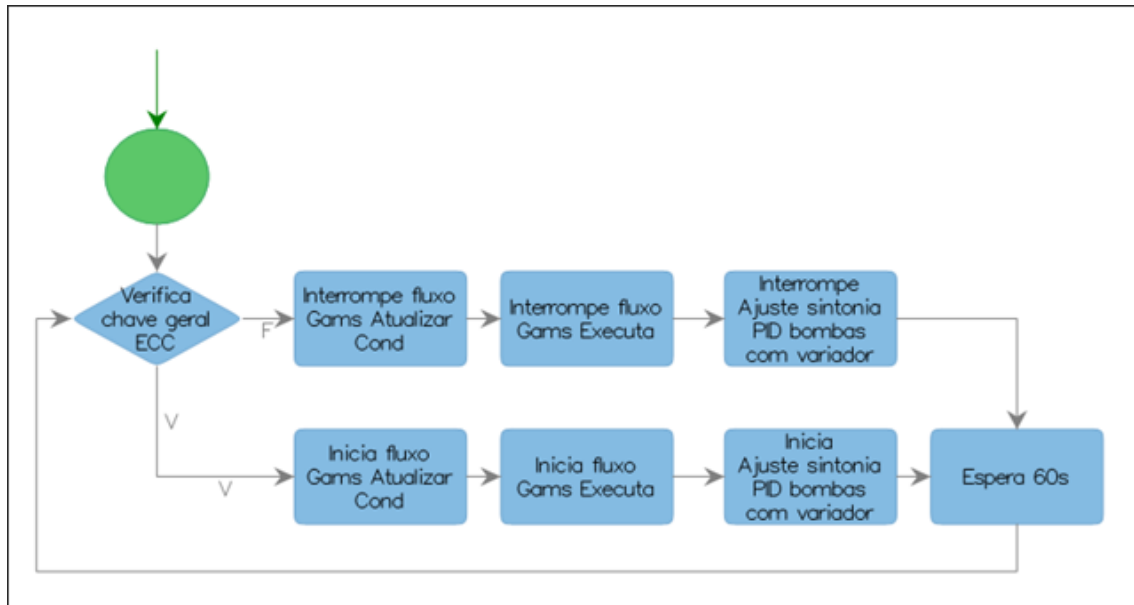 Verifica
chave geral
ECC
F
Interrompe fluxo
Gams Atualizar
Cond
Interrompe fluxo
Gams Executa
Interrompe
Ajuste sintonia
PID bombas
com variador
V
V
Inicia fluxo
Gams Atualizar
Cond
Inicia fluxo
Gams Executa
Inicia
Ajuste sintonia
PID bombas
com variador
Espera 60s